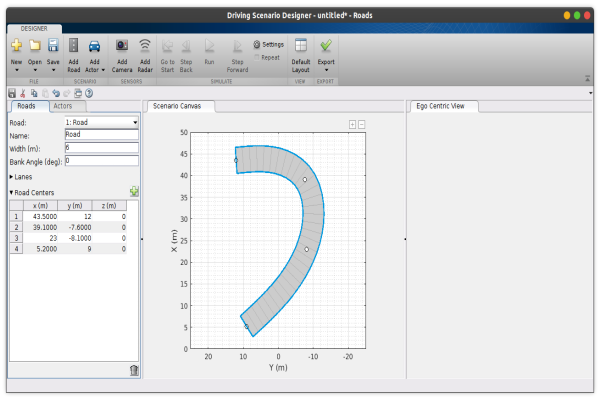 Driving Scenario Designer - untitled* - Roads
DESIGNER
New Open Save Add Road Add Actor Add Camera Add Radar Go to Start Step Back Run Step Forward Settings Repeat Default Layout Export
FILE SCENARIO SENSORS SIMULATE VIEW EXPORT
Roads Actors
Scenario Canvas
Ego Centric View
Road: 1: Road
Name: Road
Width (m): 6
Bank Angle (deg): 0
Lanes
Road Centers
x (m) y (m) z (m)
1 43.5000 12 0
2 39.1000 -7.6000 0
3 23 -8.1000 0
4 5.2000 9 0
50
45
40
35
30
25
20
15
10
5
0
X (m)
20 10 0 -10 -20
Y (m)